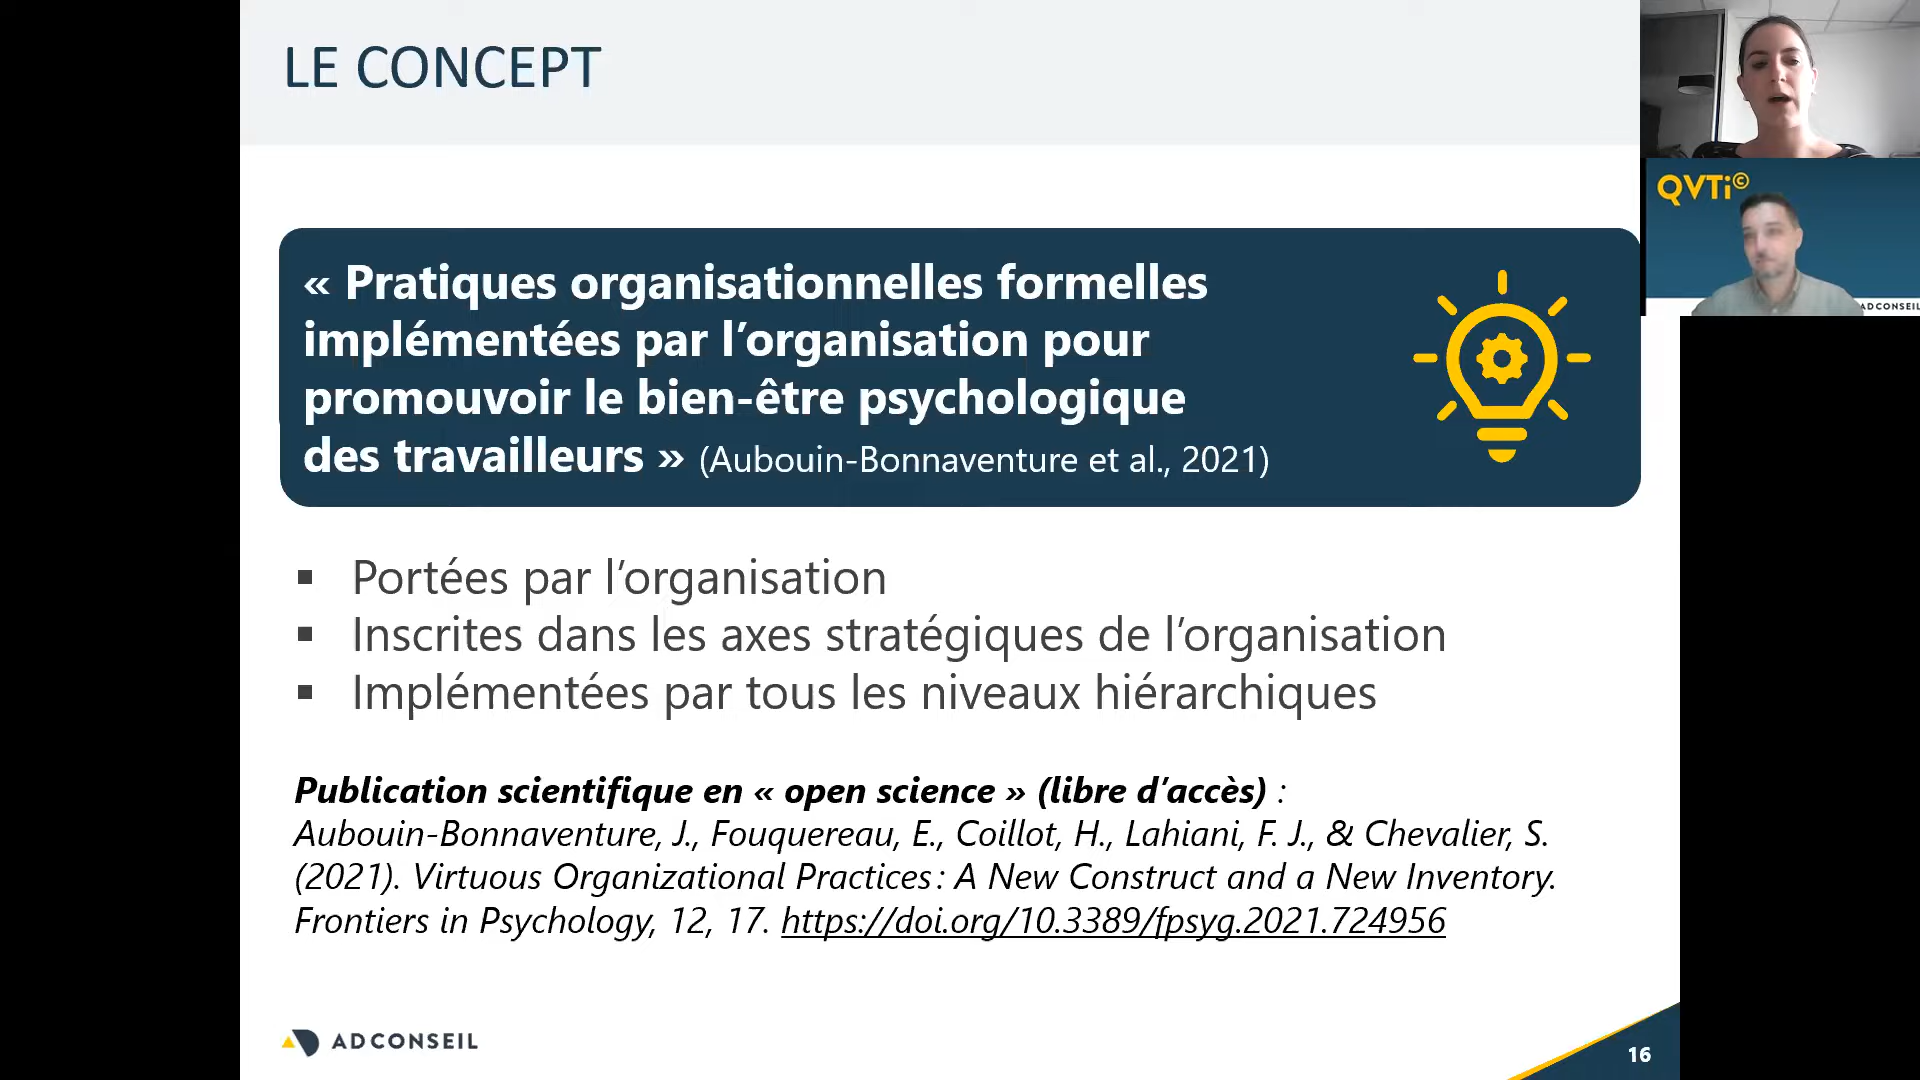 LE CONCEPT
« Pratiques organisationnelles formelles
implémentées par l’organisation pour
promouvoir le bien-être psychologique
des travailleurs » (Aubouin-Bonnaventure et al., 2021)
▪ Portées par l’organisation
▪ Inscrites dans les axes stratégiques de l’organisation
▪ Implémentées par tous les niveaux hiérarchiques
Publication scientifique en « open science » (libre d’accès) :
Aubouin-Bonnaventure, J., Fouquereau, E., Coillot, H., Lahiani, F. J., & Chevalier, S.
(2021). Virtuous Organizational Practices : A New Construct and a New Inventory.
Frontiers in Psychology, 12, 17. https://doi.org/10.3389/fpsyg.2021.724956
ADCONSEIL
16
QVTi©
ADCONSEIL